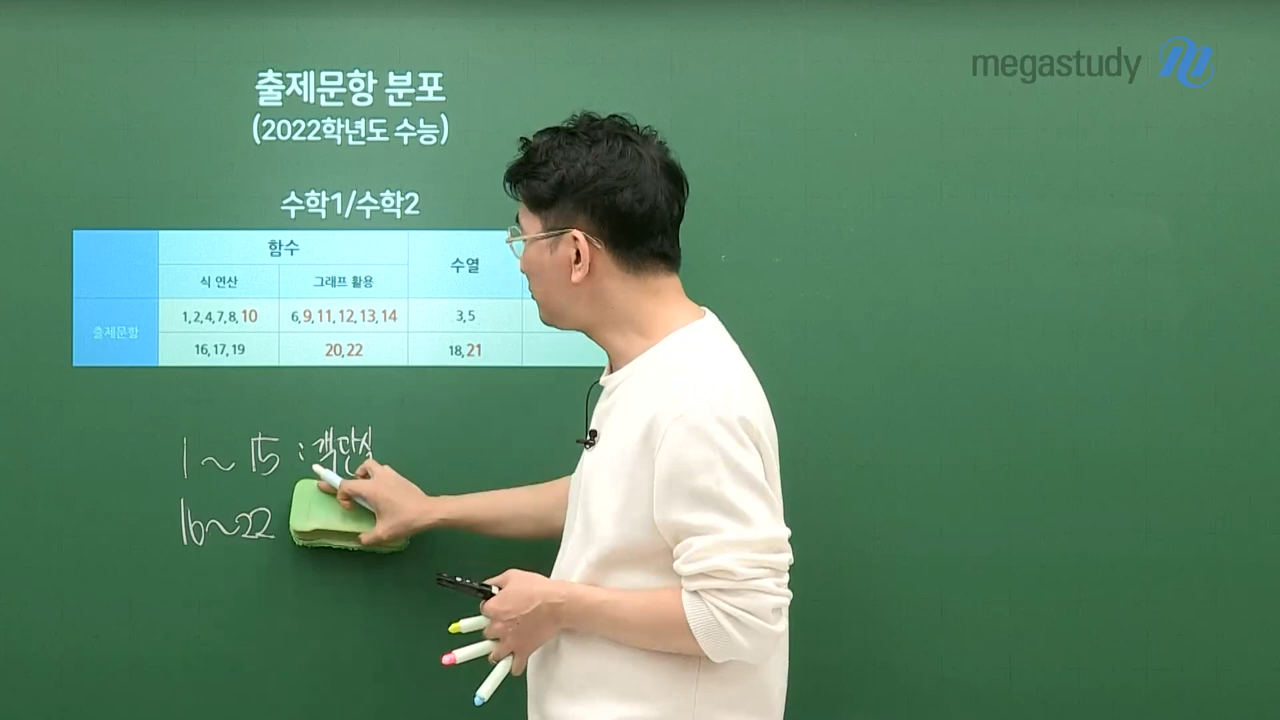 megastudy
출제문항 분포
(2022학년도 수능)
수학1/수학2
함수
수열
식 연산
그래프 활용
출제문항
1,2,4,7,8,10
6,9,11,12,13,14
3,5
16,17,19
20,22
18,21
1~15 : 객단식
16~22